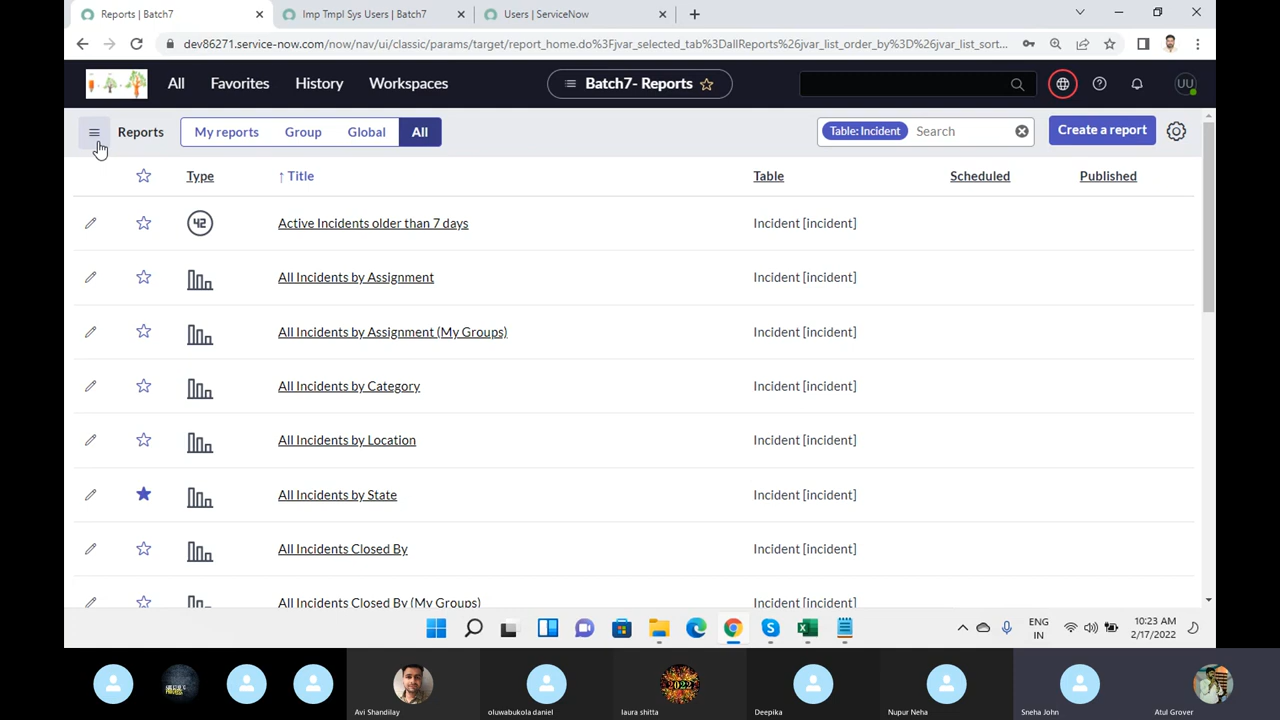 Reports | Batch7
Imp Tmpl Sys Users | Batch7
Users | ServiceNow
dev86271.service-now.com/now/nav/ui/classic/params/target/report_home.do%3Fjvar_selected_tab%3DallReports%26jvar_list_order_by%3D%26jvar_list_sort...
All
Favorites
History
Workspaces
Batch7- Reports
UU
Reports
My reports
Group
Global
All
Table: Incident
Search
Create a report
Type
↑ Title
Table
Scheduled
Published
42
Active Incidents older than 7 days
Incident [incident]
All Incidents by Assignment
Incident [incident]
All Incidents by Assignment (My Groups)
Incident [incident]
All Incidents by Category
Incident [incident]
All Incidents by Location
Incident [incident]
All Incidents by State
Incident [incident]
All Incidents Closed By
Incident [incident]
All Incidents Closed By (My Groups)
Incident [incident]
ENG
IN
10:23 AM
2/17/2022
2022
Avi Shandilay
oluwabukola daniel
laura shitta
Deepika
Nupur Neha
Sneha John
Atul Grover